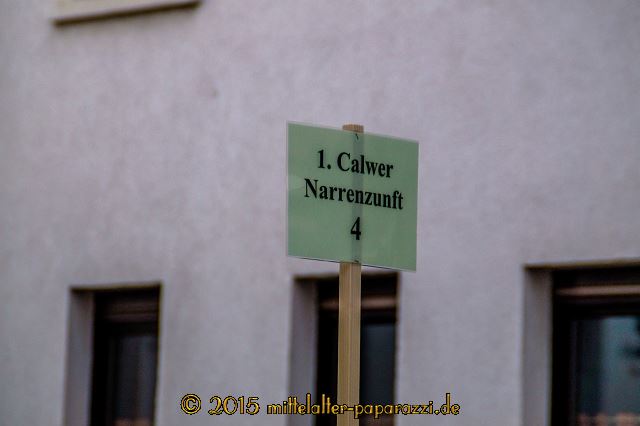 1. Calwer
Narrenzunft
4
© 2015 mittelalter-paparazzi.de